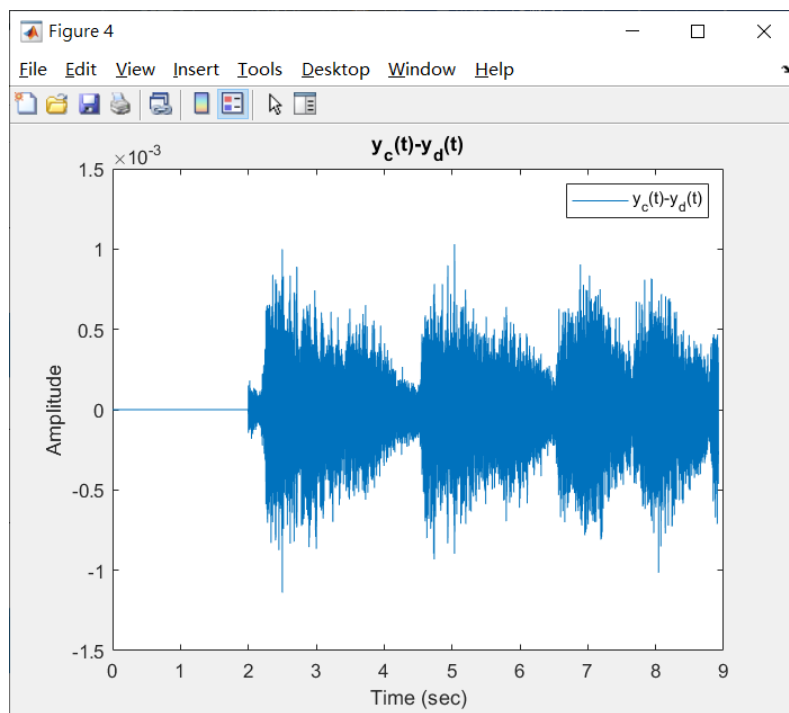 Figure 4
File Edit View Insert Tools Desktop Window Help
×10⁻³
y_c(t)-y_d(t)
1.5
y_c(t)-y_d(t)
1
0.5
0
-0.5
-1
-1.5
Amplitude
0 1 2 3 4 5 6 7 8 9
Time (sec)